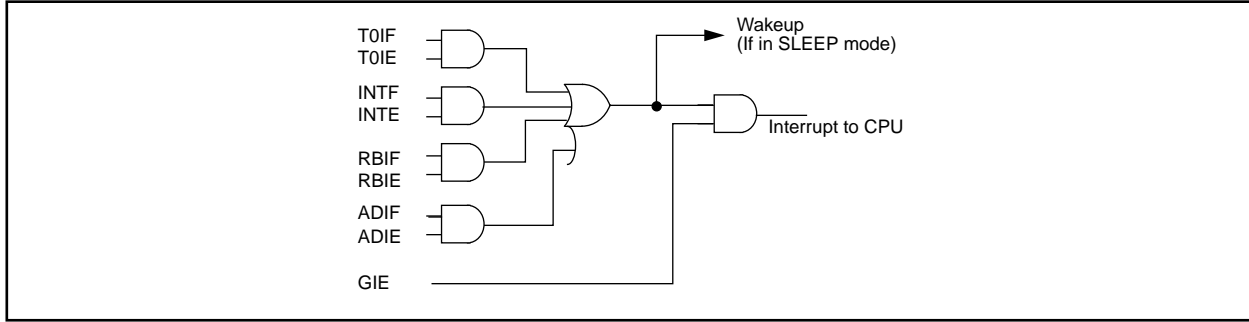 T0IF
T0IE
INTF
INTE
RBIF
RBIE
ADIF
ADIE
GIE
Wakeup
(If in SLEEP mode)
Interrupt to CPU